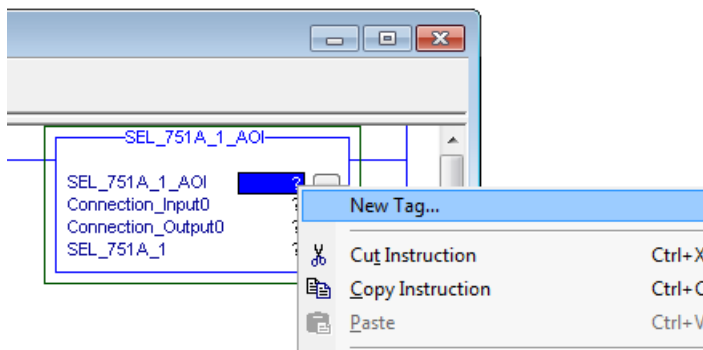 SEL_751A_1_AOI
SEL_751A_1_AOI ?
Connection_Input0 ?
Connection_Output0 ?
SEL_751A_1 ?
New Tag...
Cut Instruction Ctrl+X
Copy Instruction Ctrl+C
Paste Ctrl+V